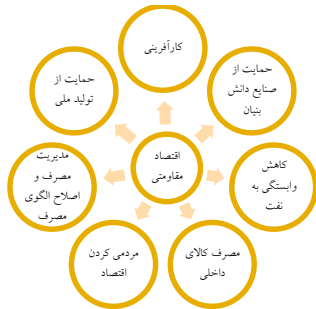 کارآفرینی
حمایت از
صنایع دانش
بنیان
کاهش
وابستگی به
نفت
مصرف کالای
داخلی
مردمی کردن
اقتصاد
مدیریت
مصرف و
اصلاح الگوی
مصرف
حمایت از
تولید ملی
اقتصاد
مقاومتی